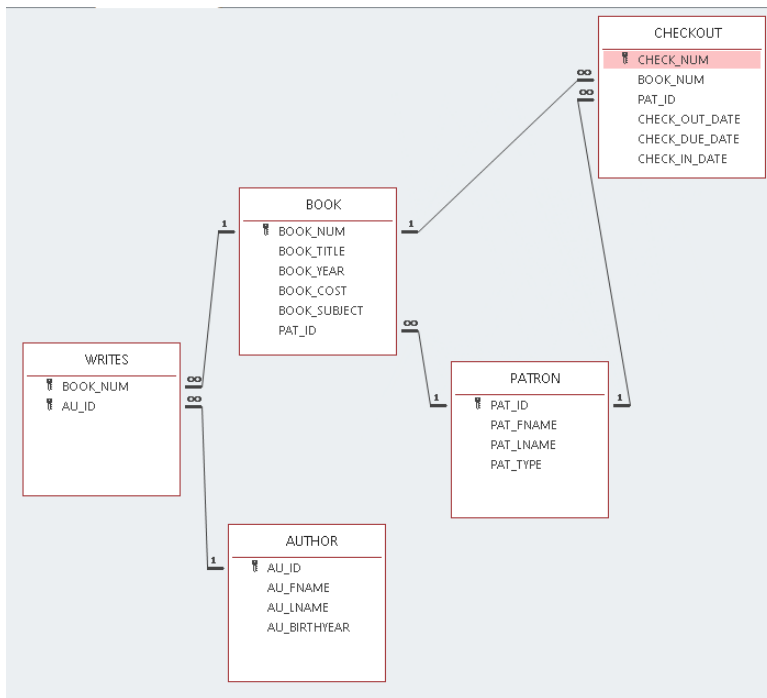 CHECKOUT
CHECK_NUM
BOOK_NUM
PAT_ID
CHECK_OUT_DATE
CHECK_DUE_DATE
CHECK_IN_DATE
∞
∞
BOOK
BOOK_NUM
BOOK_TITLE
BOOK_YEAR
BOOK_COST
BOOK_SUBJECT
PAT_ID
1
1
∞
WRITES
BOOK_NUM
AU_ID
∞
∞
PATRON
PAT_ID
PAT_FNAME
PAT_LNAME
PAT_TYPE
1
1
AUTHOR
AU_ID
AU_FNAME
AU_LNAME
AU_BIRTHYEAR
1